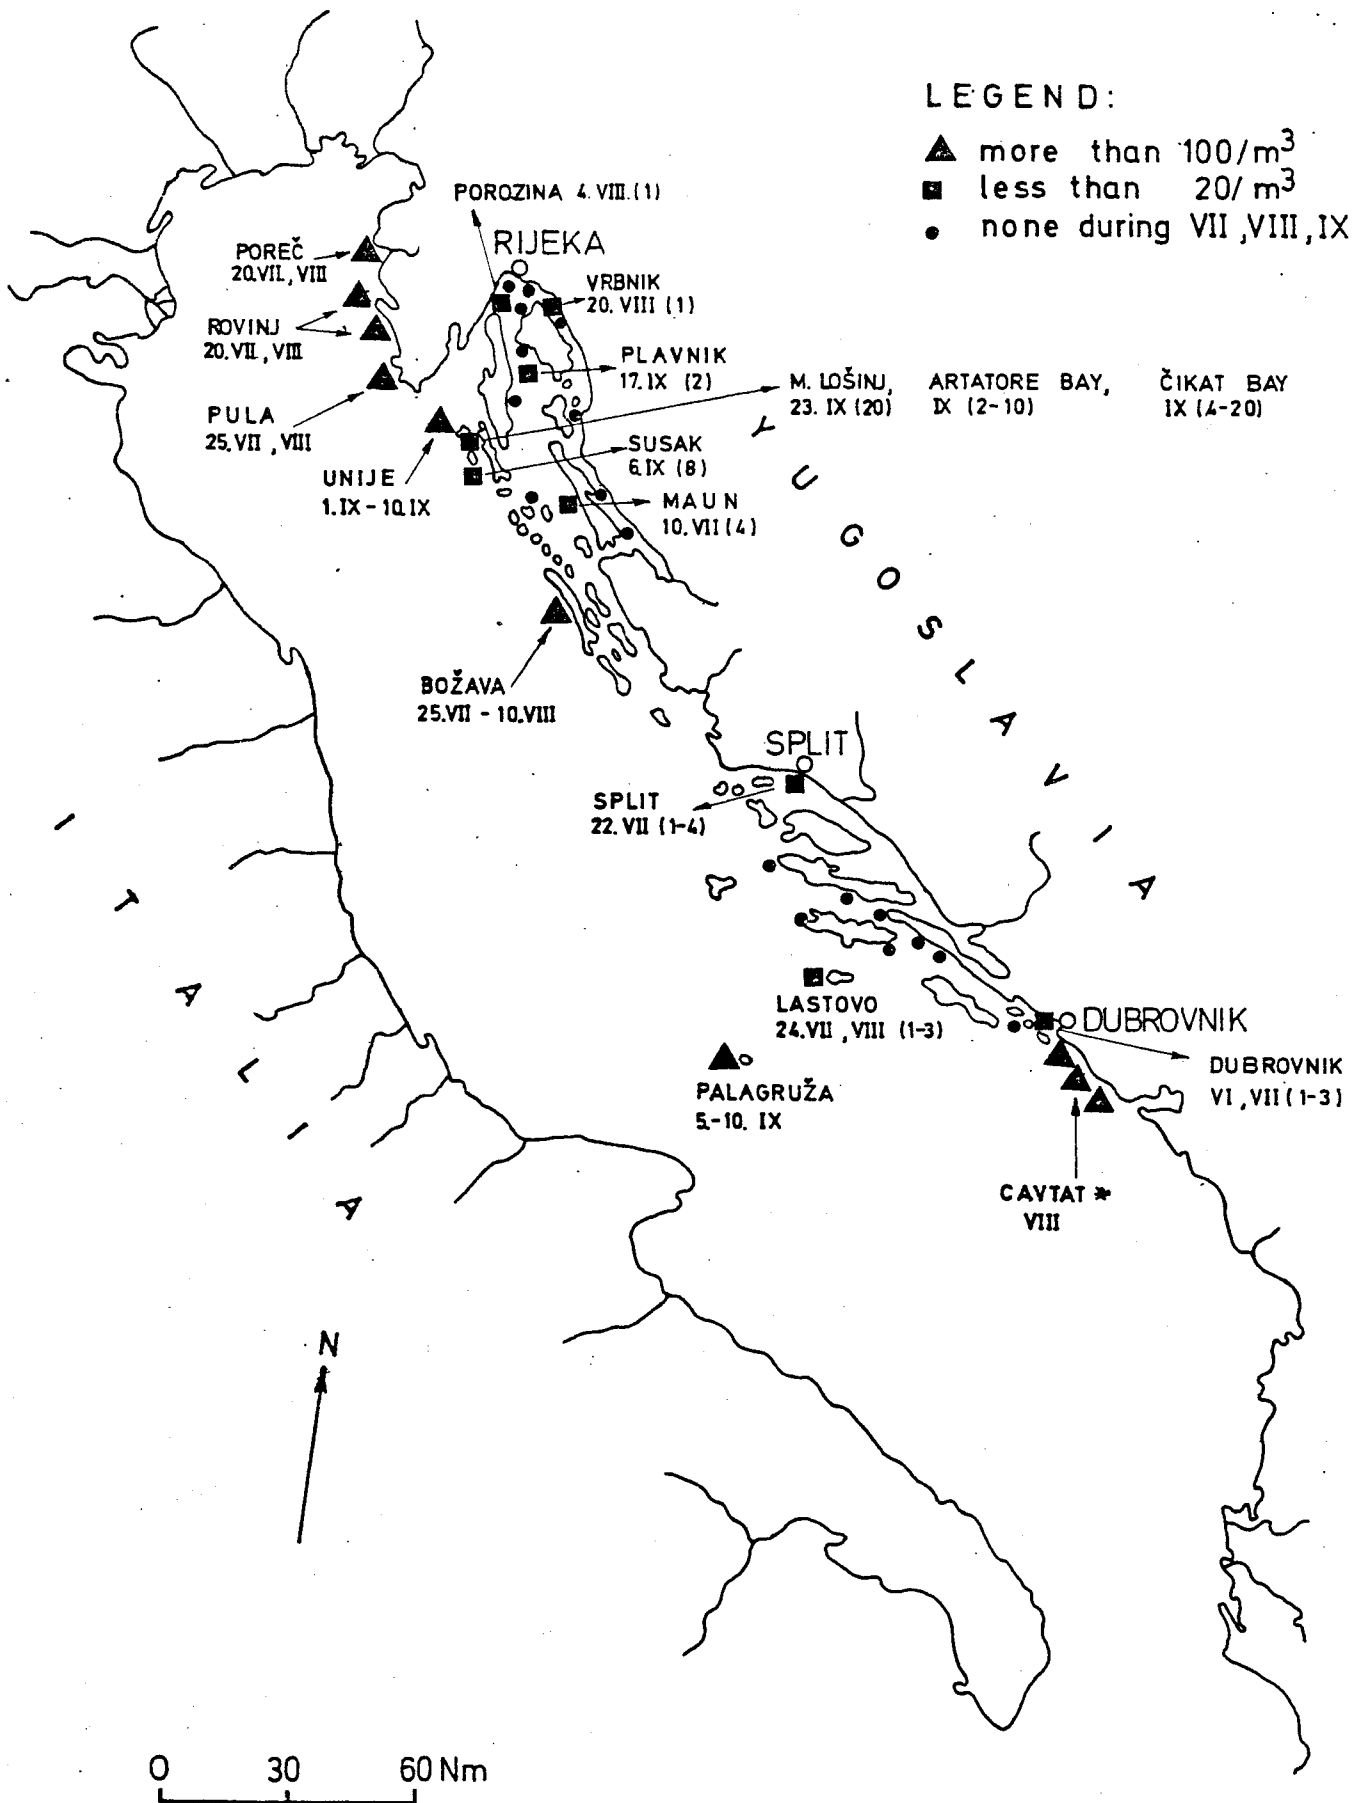 LEGEND:
more than 100/m³
less than 20/m³
none during VII, VIII, IX
POROZINA 4. VIII. (1)
RIJEKA
POREČ
20.VII., VIII
VRBNIK
20. VIII (1)
ROVINJ
20. VII, VIII
PLAVNIK
17. IX (2)
M. LOŠINJ, ARTATORE BAY, ČIKAT BAY
23. IX (20) IX (2-10) IX (4-20)
PULA
25. VII, VIII
SUSAK
6. IX (8)
UNIJE
1. IX - 10. IX
MAUN
10. VII (4)
YUGOSLAVIA
BOŽAVA
25. VII - 10. VIII
SPLIT
SPLIT
22. VII (1-4)
ITALIA
LASTOVO
24. VII, VIII (1-3)
DUBROVNIK
DUBROVNIK
VI, VII (1-3)
PALAGRUŽA
5.-10. IX
CAVTAT *
VIII
N
0 30 60 Nm